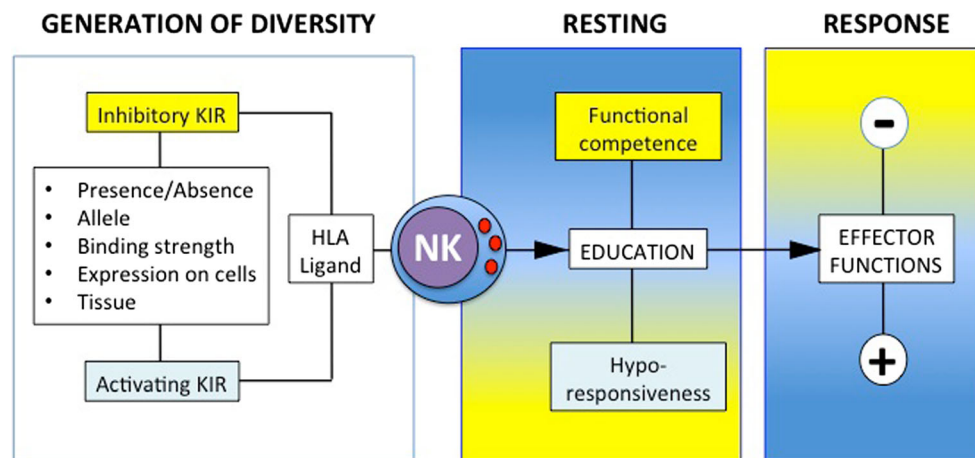 GENERATION OF DIVERSITY
RESTING
RESPONSE
Inhibitory KIR
• Presence/Absence
• Allele
• Binding strength
• Expression on cells
• Tissue
Activating KIR
HLA
Ligand
NK
Functional
competence
EDUCATION
Hypo-
responsiveness
-
EFFECTOR
FUNCTIONS
+